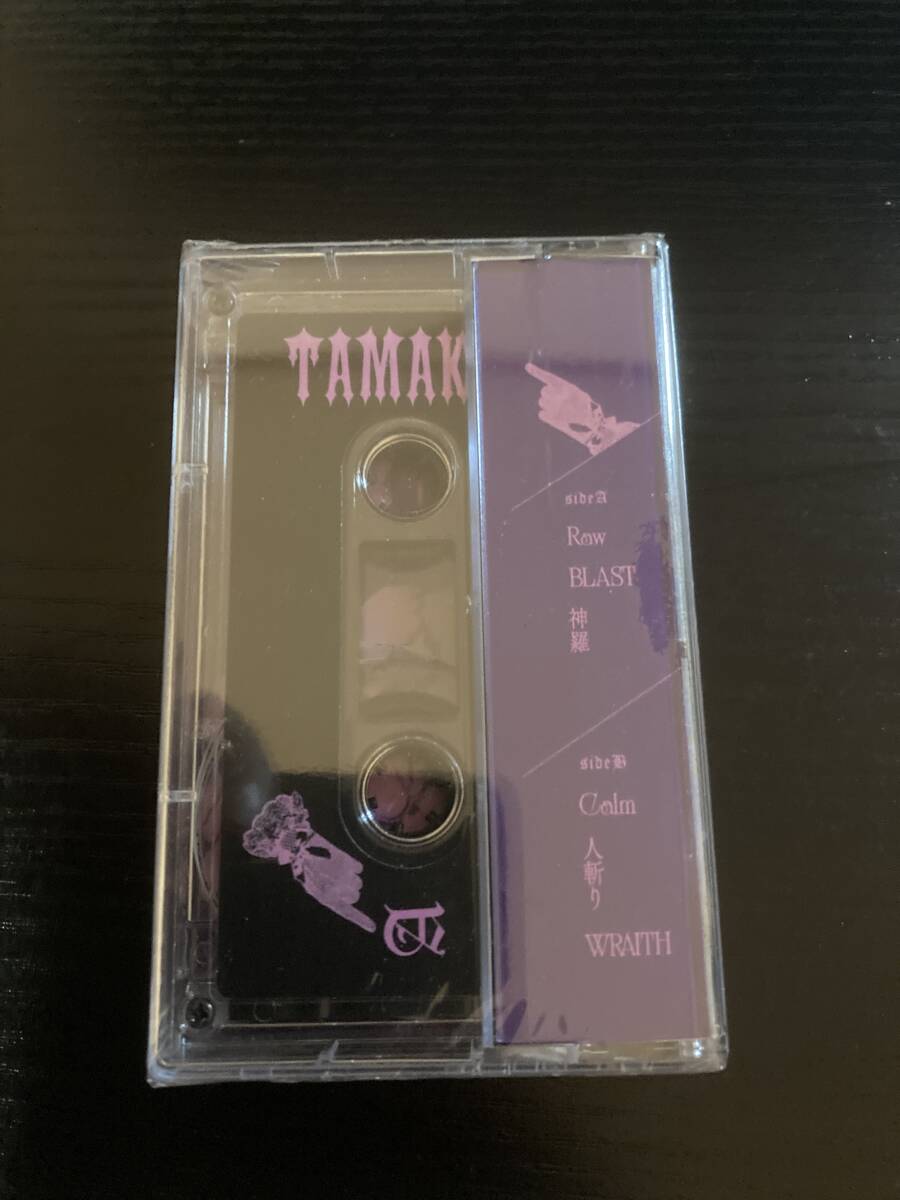 TAMAK
sideA
Raw
BLAST
神羅
sideB
Calm
人斬り
WRAITH